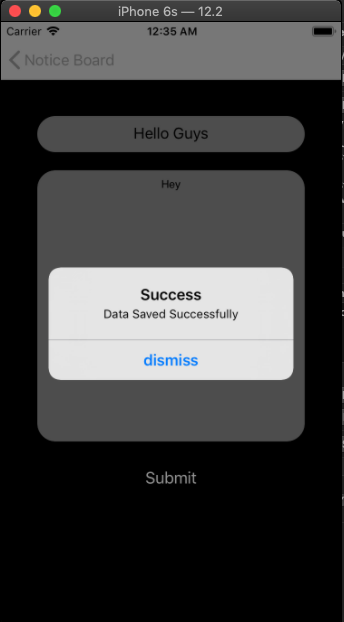 iPhone 6s — 12.2
Carrier 12:35 AM
Notice Board
Hello Guys
Hey
Success
Data Saved Successfully
dismiss
Submit